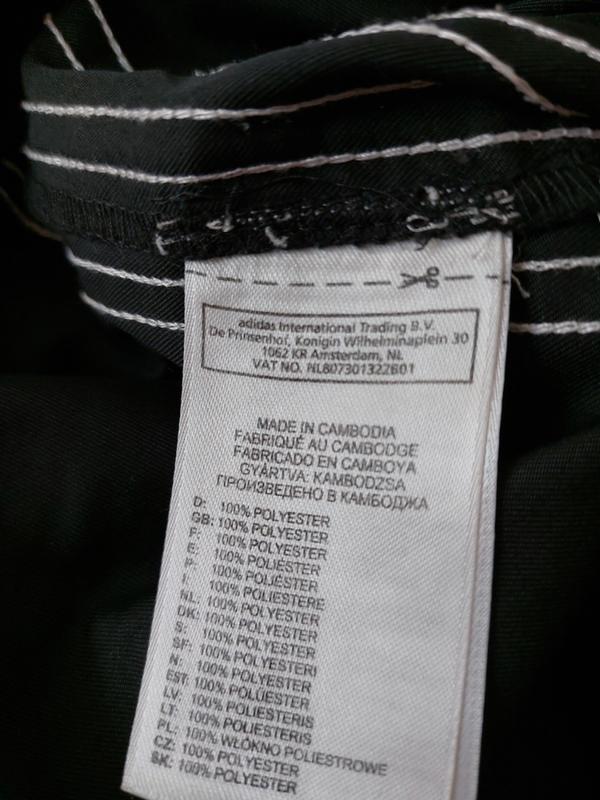 adidas International Trading B.V.
De Prinsenhof, Konigin Wilhelminaplein 30
1062 KR Amsterdam, NL
VAT NO. NL807301322B01
MADE IN CAMBODIA
FABRIQUÉ AU CAMBODGE
FABRICADO EN CAMBOYA
GYÁRTVA: KAMBODZSA
ПРОИЗВЕДЕНО В КАМБОДЖА
D: 100% POLYESTER
GB: 100% POLYESTER
F: 100% POLYESTER
E: 100% POLIÉSTER
P: 100% POLIÉSTER
I: 100% POLIESTERE
NL: 100% POLYESTER
DK: 100% POLYESTER
S: 100% POLYESTER
SF: 100% POLYESTERI
N: 100% POLYESTER
EST: 100% POLÜESTER
LV: 100% POLIESTERIS
LT: 100% POLIESTERIS
PL: 100% WŁÓKNO POLIESTROWE
CZ: 100% POLYESTER
SK: 100% POLYESTER